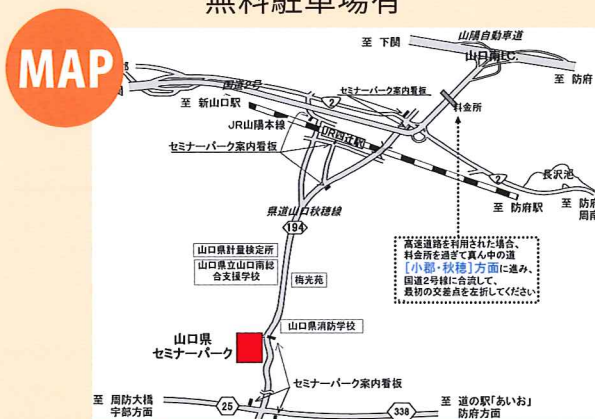 無料駐車場有
MAP
至 下関
山陽自動車道
山口南I.C.
至 防府
国道2号
セミナーパーク案内看板
2
料金所
至 新山口駅
JR山陽本線
JR四辻駅
セミナーパーク案内看板
長沢池
2
至 防府駅
至 防府
周南
県道山口秋穂線
194
高速道路を利用された場合、
料金所を過ぎて真ん中の道
[小郡・秋穂]方面に進み、
国道2号線に合流して、
最初の交差点を左折してください
山口県計量検定所
山口県立山口南総
合支援学校
梅光苑
山口県消防学校
山口県
セミナーパーク
セミナーパーク案内看板
至 周防大橋
宇部方面
25
338
至 道の駅「あいお」
防府方面